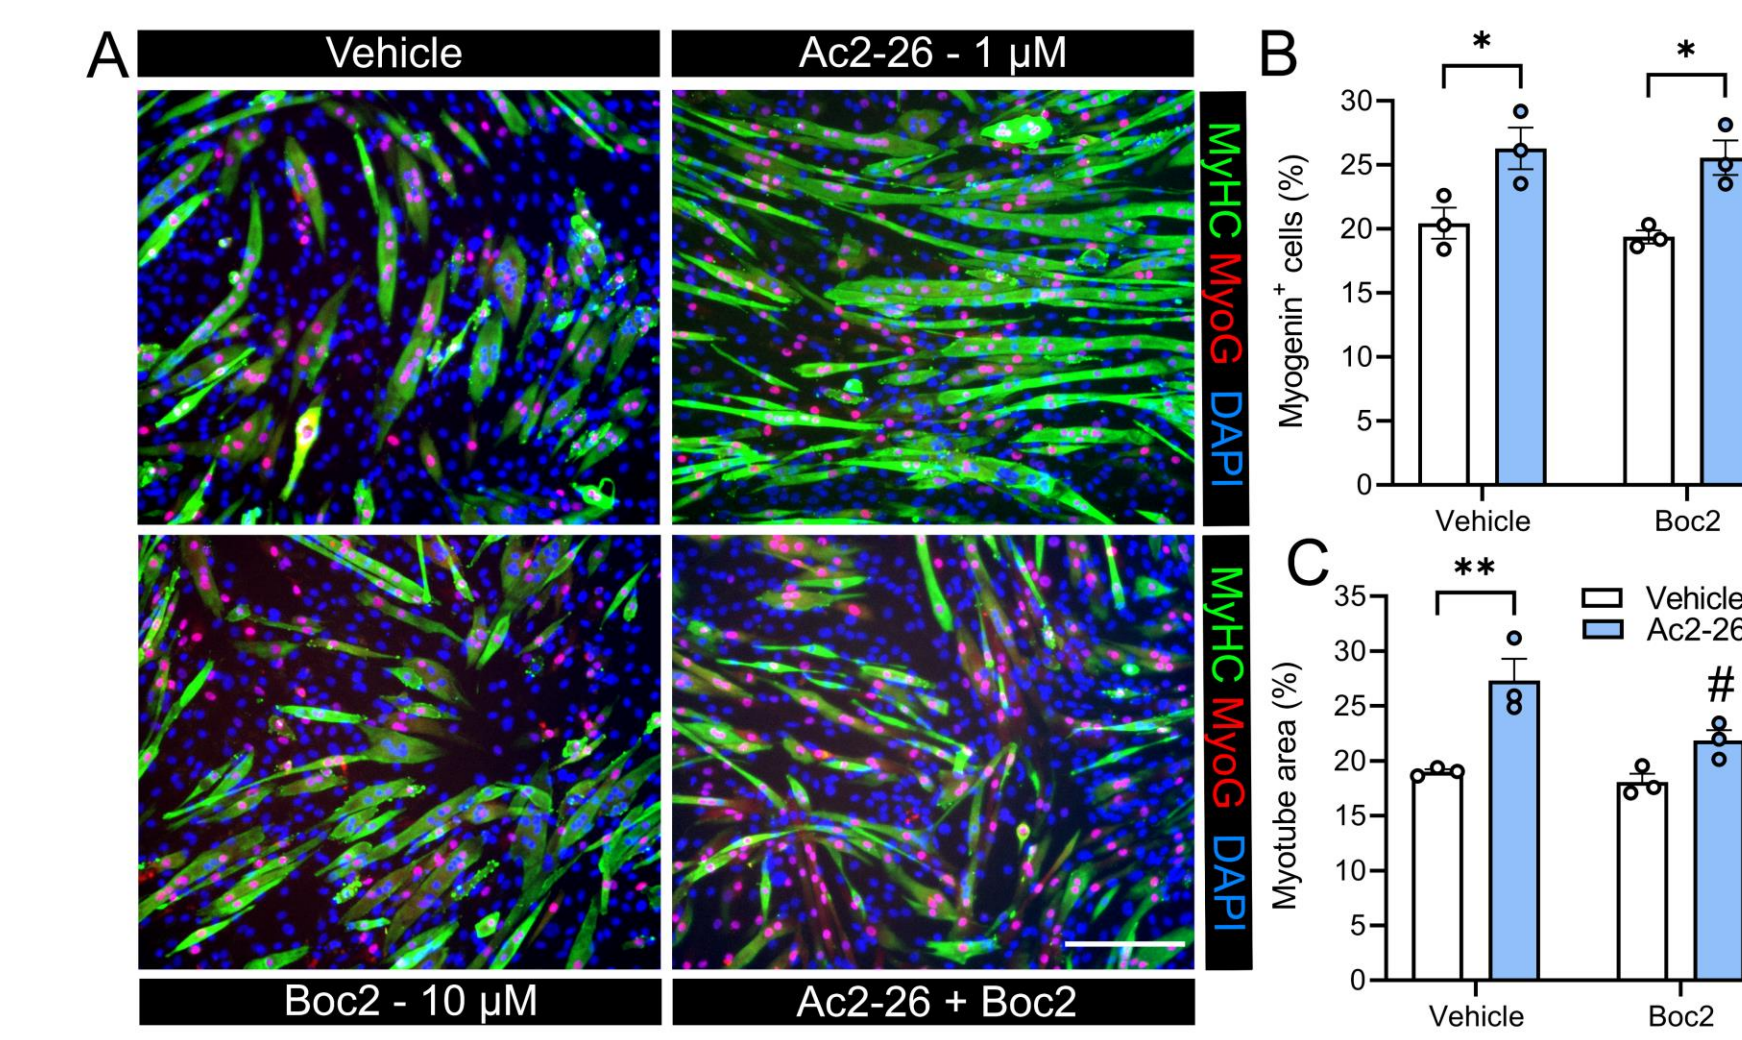 A
Vehicle
Ac2-26 - 1 µM
MyHC MyoG DAPI
MyHC MyoG DAPI
Boc2 - 10 µM
Ac2-26 + Boc2
B
*
*
Myogenin⁺ cells (%)
30
25
20
15
10
5
0
Vehicle
Boc2
C
**
Vehicle
Ac2-26
#
Myotube area (%)
35
30
25
20
15
10
5
0
Vehicle
Boc2